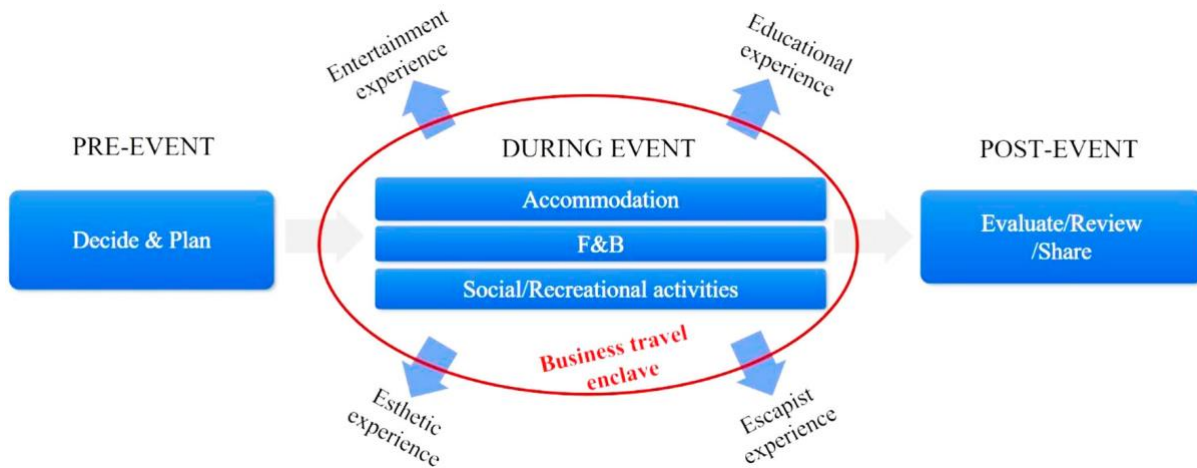 Entertainment
experience
Educational
experience
PRE-EVENT
DURING EVENT
POST-EVENT
Decide & Plan
Accommodation
F&B
Social/Recreational activities
Evaluate/Review
/Share
Business travel
enclave
Esthetic
experience
Escapist
experience